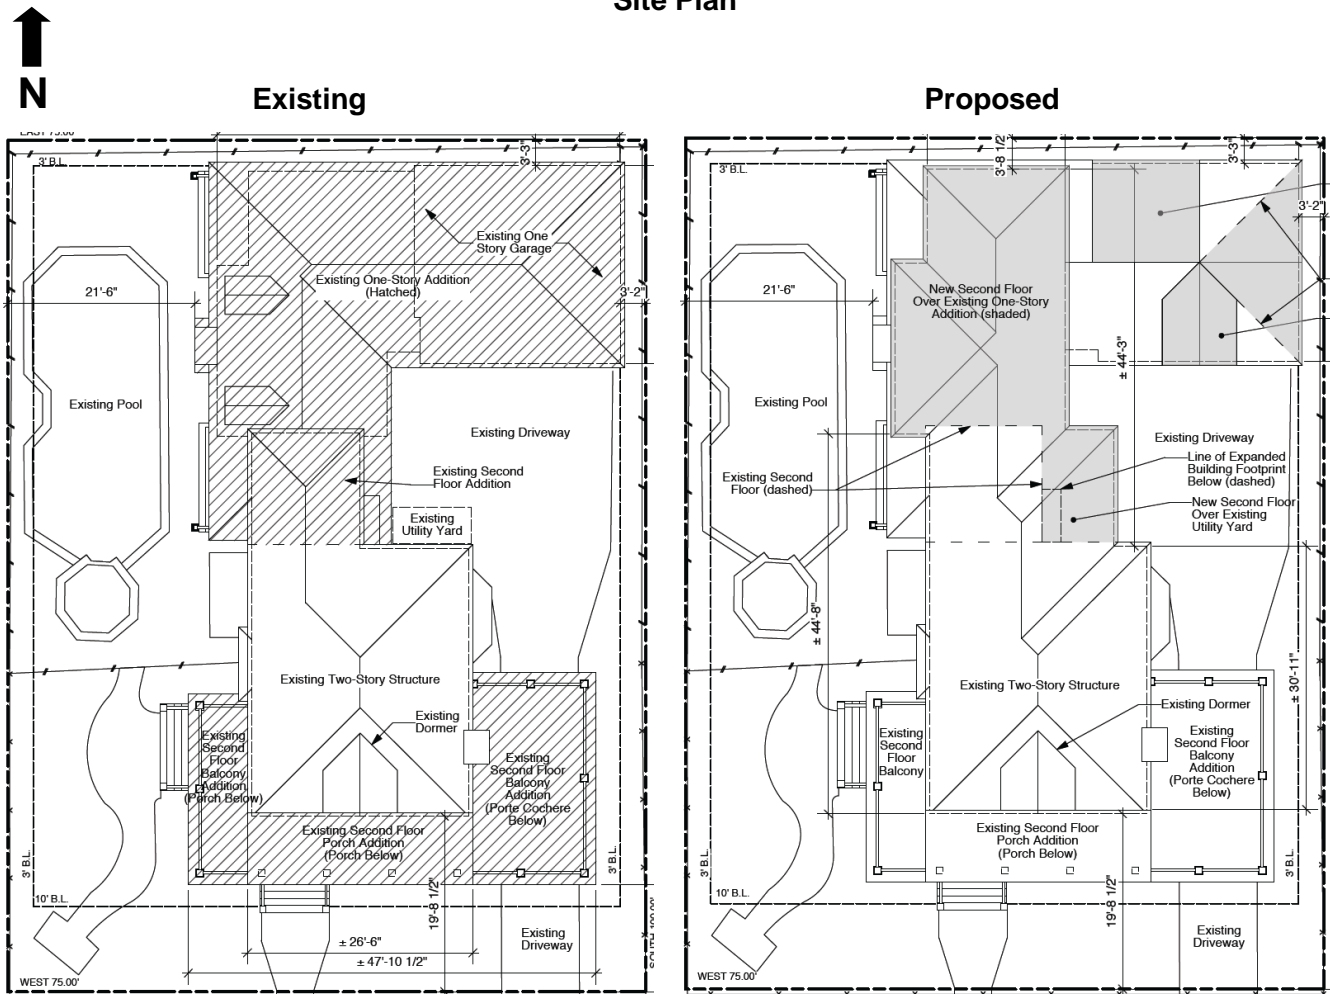 Site Plan
N
Existing
Proposed
EAST 75.00'
3' B.L.
3'-3"
Existing One
Story Garage
Existing One-Story Addition
(Hatched)
21'-6"
3'-2"
Existing Pool
Existing Driveway
Existing Second
Floor Addition
Existing
Utility Yard
Existing Two-Story Structure
Existing
Dormer
Existing
Second
Floor
Balcony
Addition
(Porch Below)
Existing
Second Floor
Balcony
Addition
(Porte Cochere
Below)
Existing Second Floor
Porch Addition
(Porch Below)
3' B.L.
3' B.L.
10' B.L.
19'-8 1/2"
Existing
Driveway
± 26'-6"
± 47'-10 1/2"
SOUTH 100.00'
WEST 75.00'
3' B.L.
3'-8 1/2"
3'-3"
3'-2"
New Second Floor
Over Existing One-Story
Addition (shaded)
21'-6"
± 44'-3"
Existing Pool
Existing Driveway
Line of Expanded
Building Footprint
Below (dashed)
Existing Second
Floor (dashed)
New Second Floor
Over Existing
Utility Yard
± 44'-8"
± 30'-11"
Existing Two-Story Structure
Existing Dormer
Existing
Second
Floor
Balcony
Existing
Second Floor
Balcony
Addition
(Porte Cochere
Below)
Existing Second Floor
Porch Addition
(Porch Below)
3' B.L.
3' B.L.
10' B.L.
19'-8 1/2"
Existing
Driveway
WEST 75.00'